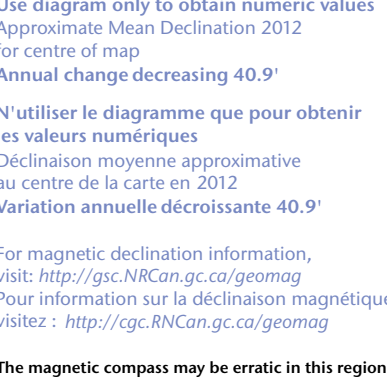 Use diagram only to obtain numeric values
Approximate Mean Declination 2012
for centre of map
Annual change decreasing 40.9'
N'utiliser le diagramme que pour obtenir
les valeurs numériques
Déclinaison moyenne approximative
au centre de la carte en 2012
Variation annuelle décroissante 40.9'
For magnetic declination information,
visit: http://gsc.NRCan.gc.ca/geomag
Pour information sur la déclinaison magnétique
visitez : http://cgc.RNCan.gc.ca/geomag
The magnetic compass may be erratic in this region